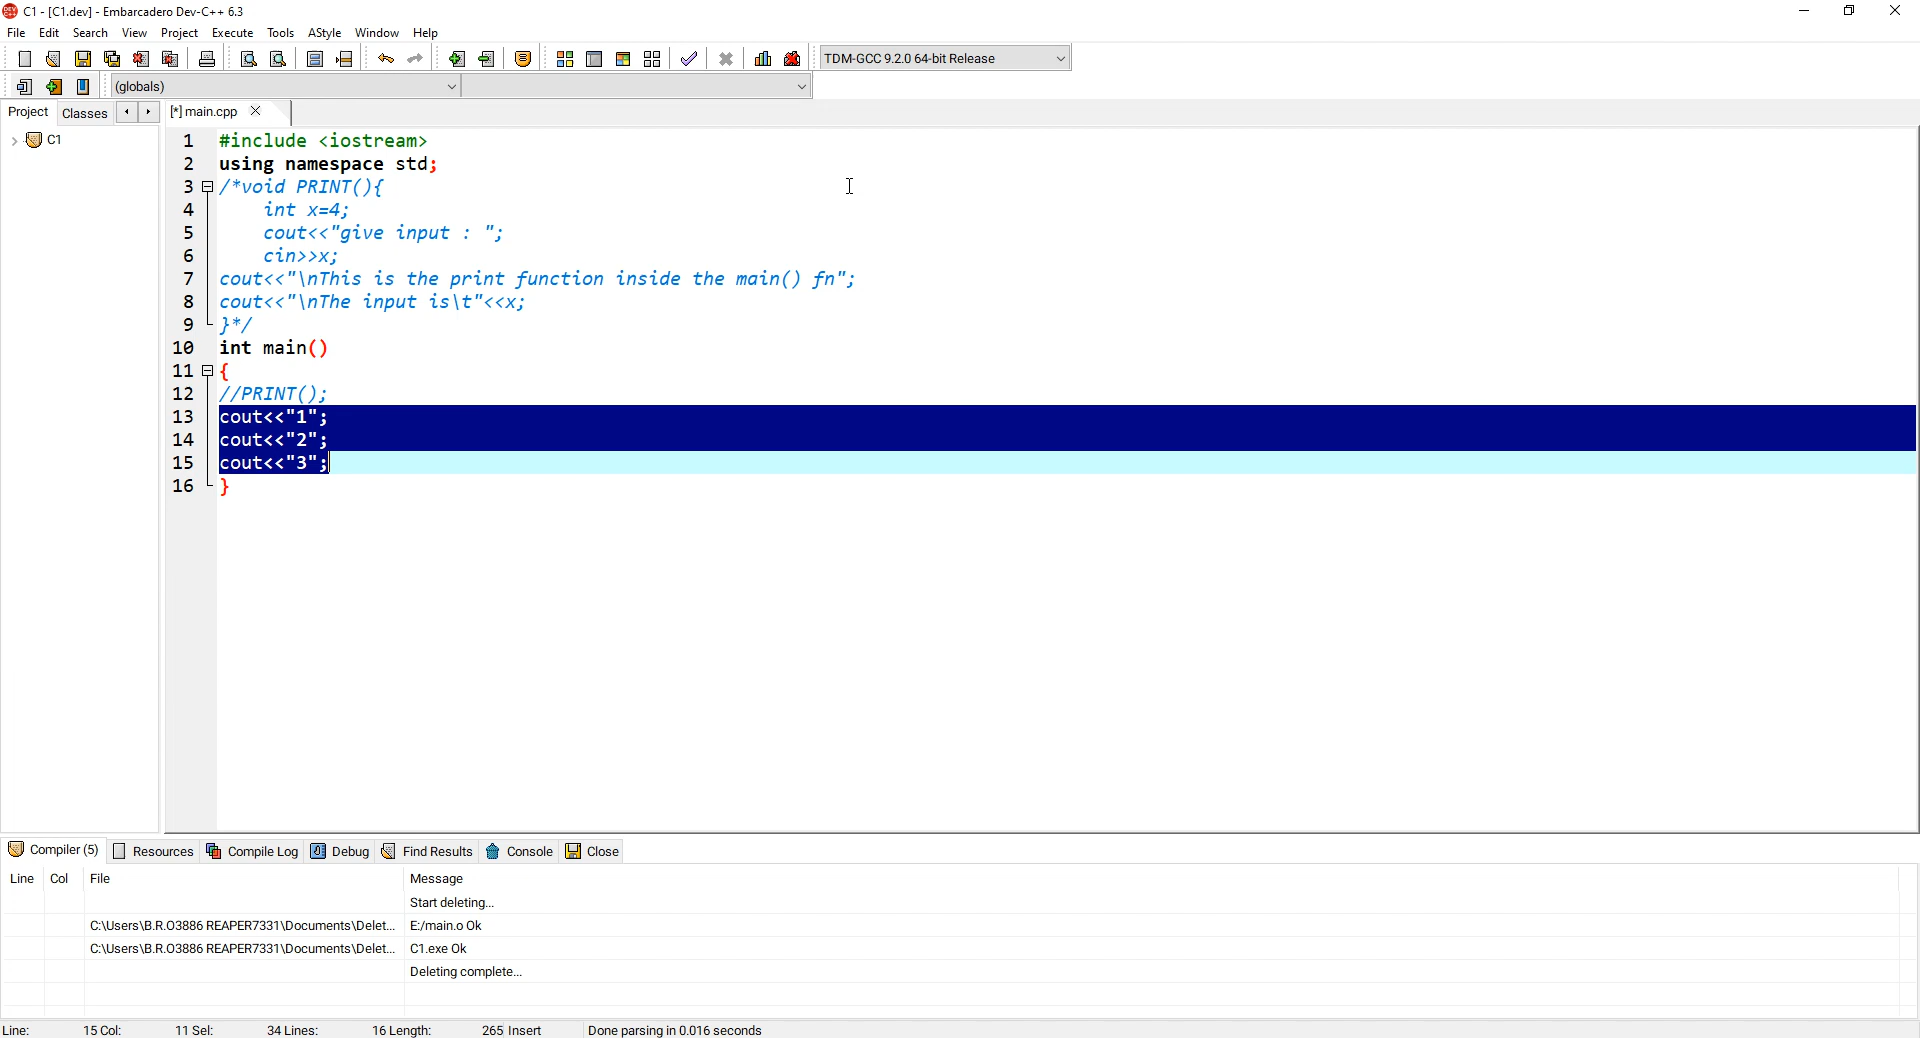 C1 - [C1.dev] - Embarcadero Dev-C++ 6.3
File Edit Search View Project Execute Tools AStyle Window Help
TDM-GCC 9.2.0 64-bit Release
(globals)
Project Classes [*] main.cpp
C1
1 #include <iostream>
2 using namespace std;
3 /*void PRINT(){
4 int x=4;
5 cout<<"give input : ";
6 cin>>x;
7 cout<<"\nThis is the print function inside the main() fn";
8 cout<<"\nThe input is\t"<<x;
9 }*/
10 int main()
11 {
12 //PRINT();
13 cout<<"1";
14 cout<<"2";
15 cout<<"3";
16 }
Compiler (5) Resources Compile Log Debug Find Results Console Close
Line Col File Message
Start deleting...
C:\Users\B.R.O3886 REAPER7331\Documents\Delet... E:/main.o Ok
C:\Users\B.R.O3886 REAPER7331\Documents\Delet... C1.exe Ok
Deleting complete...
Line: 15 Col: 11 Sel: 34 Lines: 16 Length: 265 Insert Done parsing in 0.016 seconds